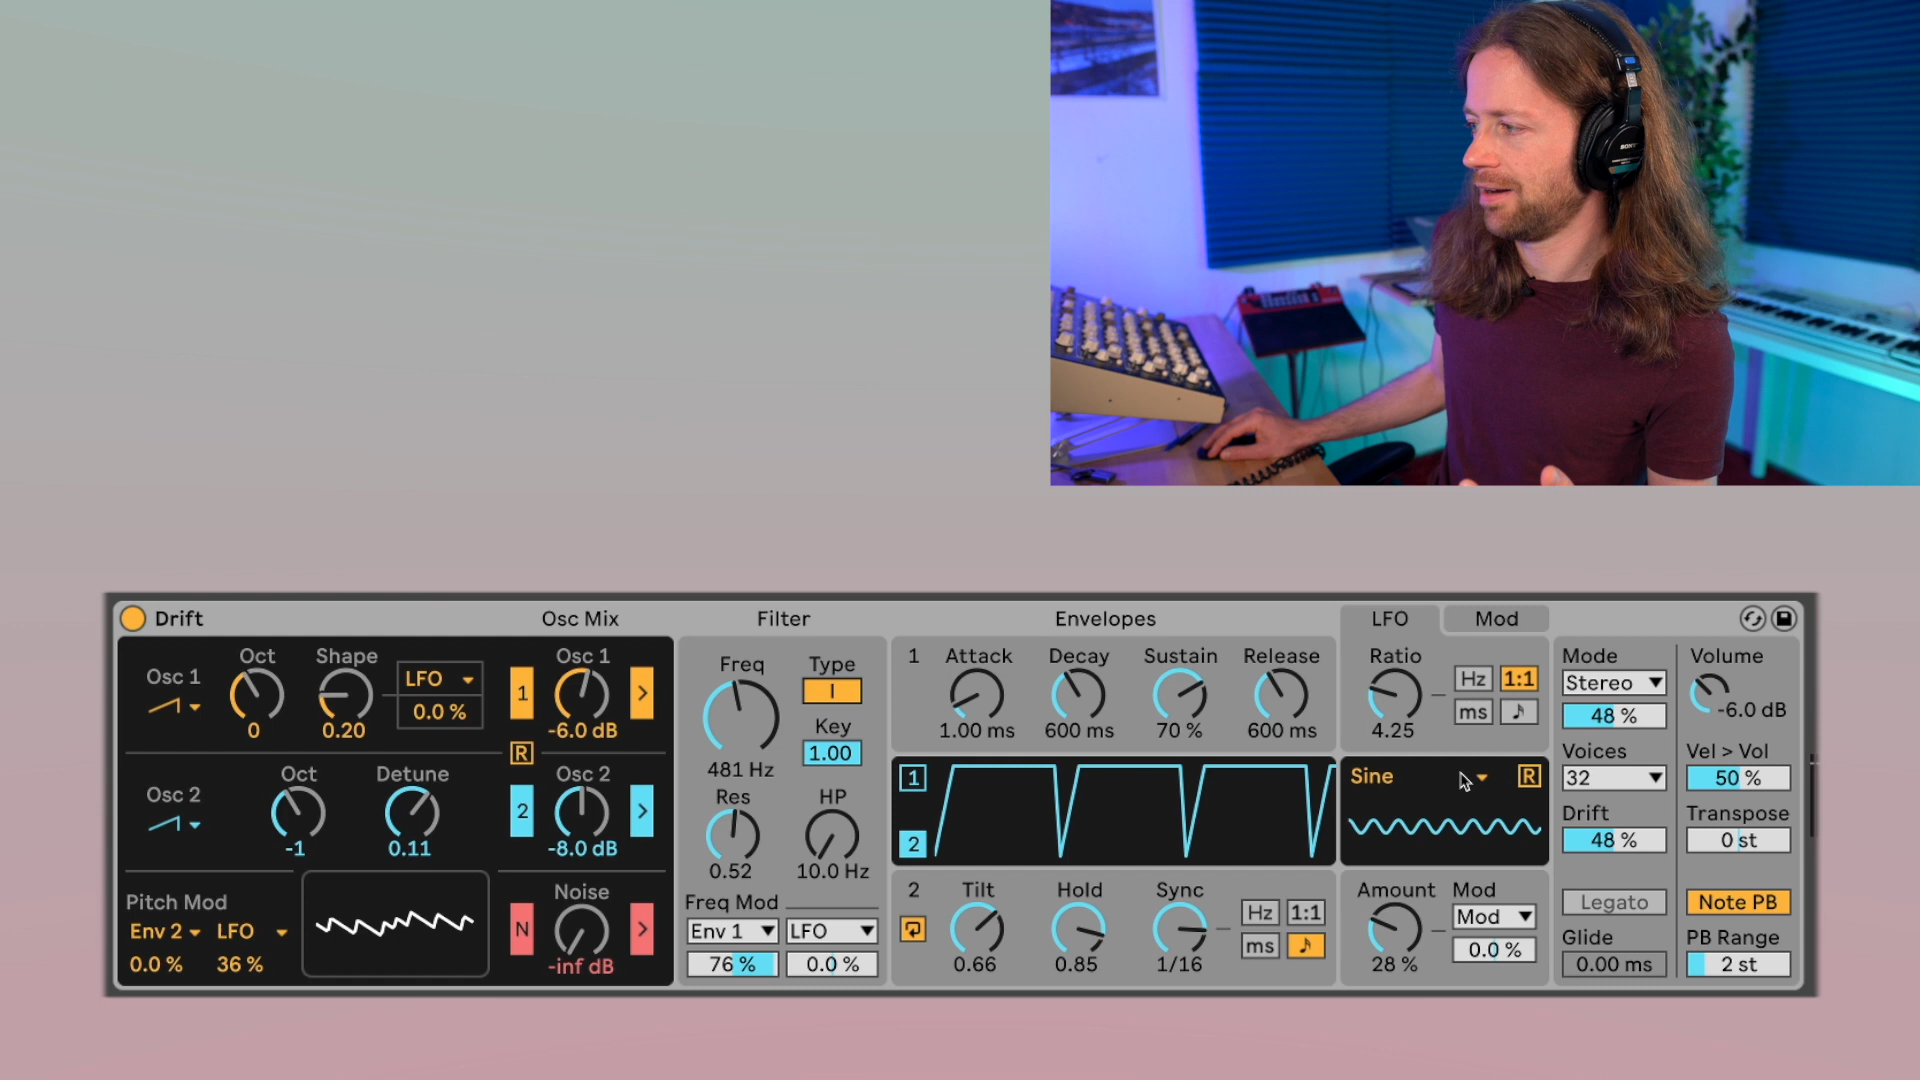 SONY
Drift
Osc Mix
Filter
Envelopes
LFO
Mod
Osc 1
Oct
0
Shape
0.20
LFO
0.0 %
1
Osc 1
-6.0 dB
R
Osc 2
Oct
-1
Detune
0.11
2
Osc 2
-8.0 dB
Pitch Mod
Env 2
LFO
0.0 %
36 %
N
Noise
-inf dB
Freq
481 Hz
Type
I
Key
1.00
Res
0.52
HP
10.0 Hz
Freq Mod
Env 1
LFO
76 %
0.0 %
1
Attack
1.00 ms
Decay
600 ms
Sustain
70 %
Release
600 ms
1
2
2
Tilt
0.66
Hold
0.85
Sync
1/16
Hz
1:1
ms
Ratio
4.25
Hz
1:1
ms
Sine
R
Amount
28 %
Mod
Mod
0.0 %
Mode
Stereo
48 %
Voices
32
Drift
48 %
Legato
Glide
0.00 ms
Volume
-6.0 dB
Vel > Vol
50 %
Transpose
0 st
Note PB
PB Range
2 st